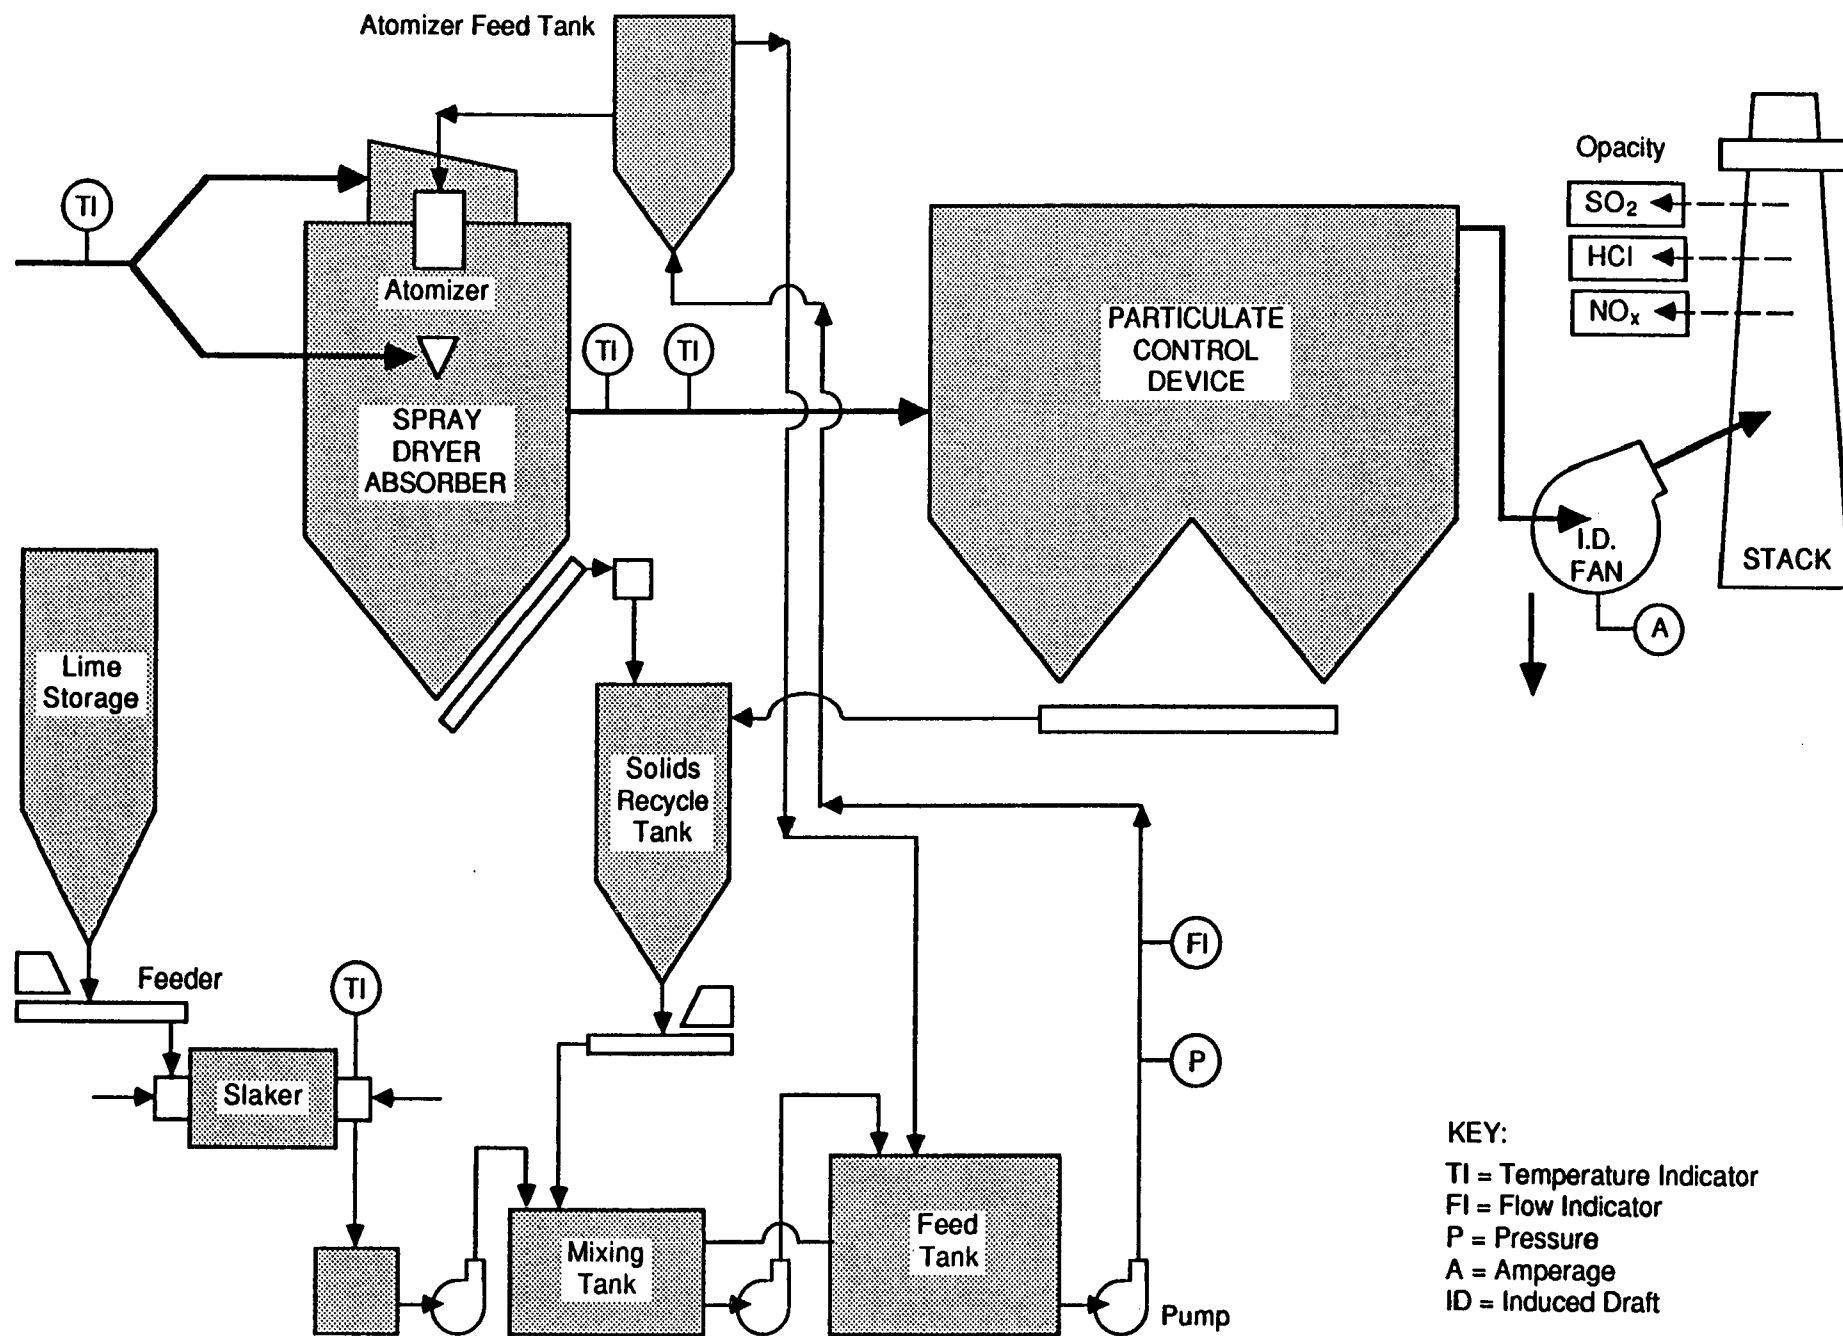 Atomizer Feed Tank
TI
Atomizer
SPRAY
DRYER
ABSORBER
TI
TI
PARTICULATE
CONTROL
DEVICE
Opacity
SO₂
HCl
NOₓ
I.D.
FAN
STACK
A
Lime
Storage
Solids
Recycle
Tank
Feeder
TI
Slaker
FI
P
Mixing
Tank
Feed
Tank
Pump
KEY:
TI = Temperature Indicator
FI = Flow Indicator
P = Pressure
A = Amperage
ID = Induced Draft